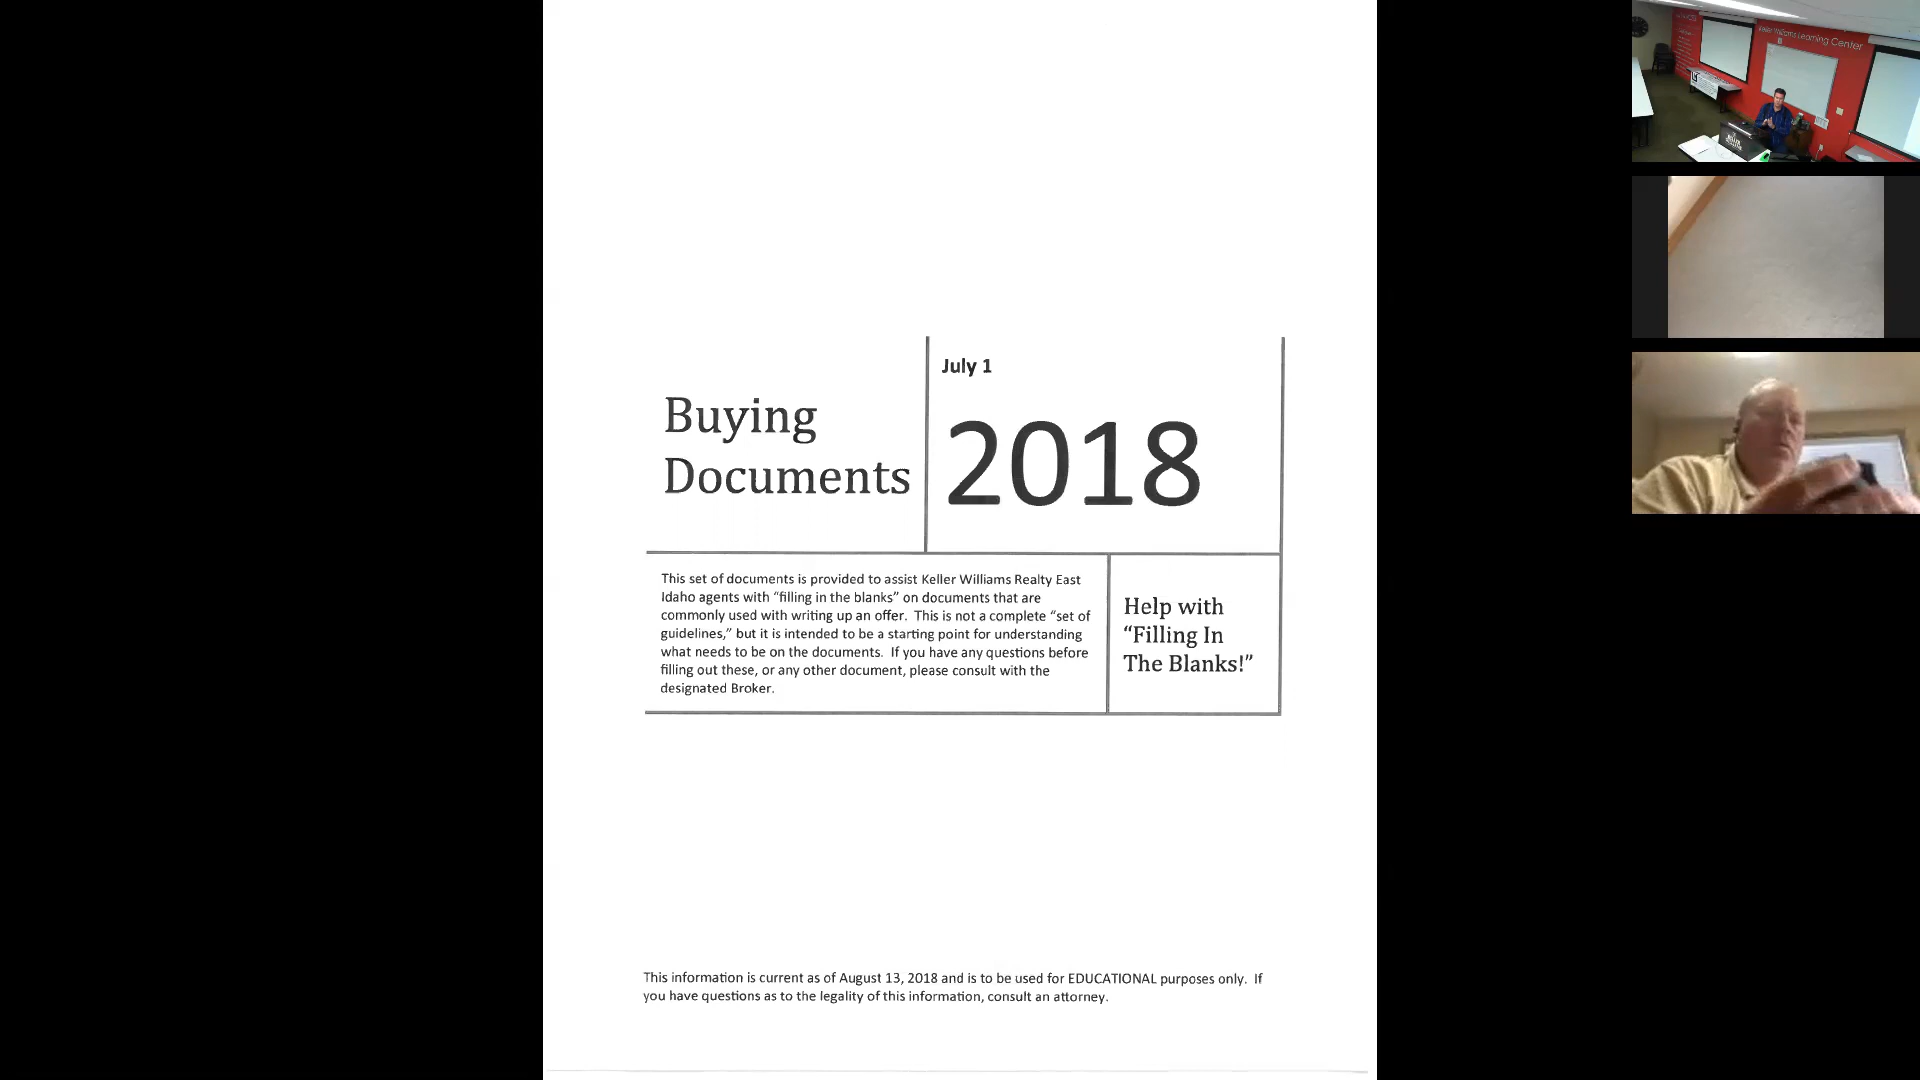 Buying
Documents
July 1
2018
This set of documents is provided to assist Keller Williams Realty East
Idaho agents with “filling in the blanks” on documents that are
commonly used with writing up an offer.  This is not a complete “set of
guidelines,” but it is intended to be a starting point for understanding
what needs to be on the documents.  If you have any questions before
filling out these, or any other document, please consult with the
designated Broker.
Help with
“Filling In
The Blanks!”
This information is current as of August 13, 2018 and is to be used for EDUCATIONAL purposes only.  If
you have questions as to the legality of this information, consult an attorney.
Keller Williams Learning Center